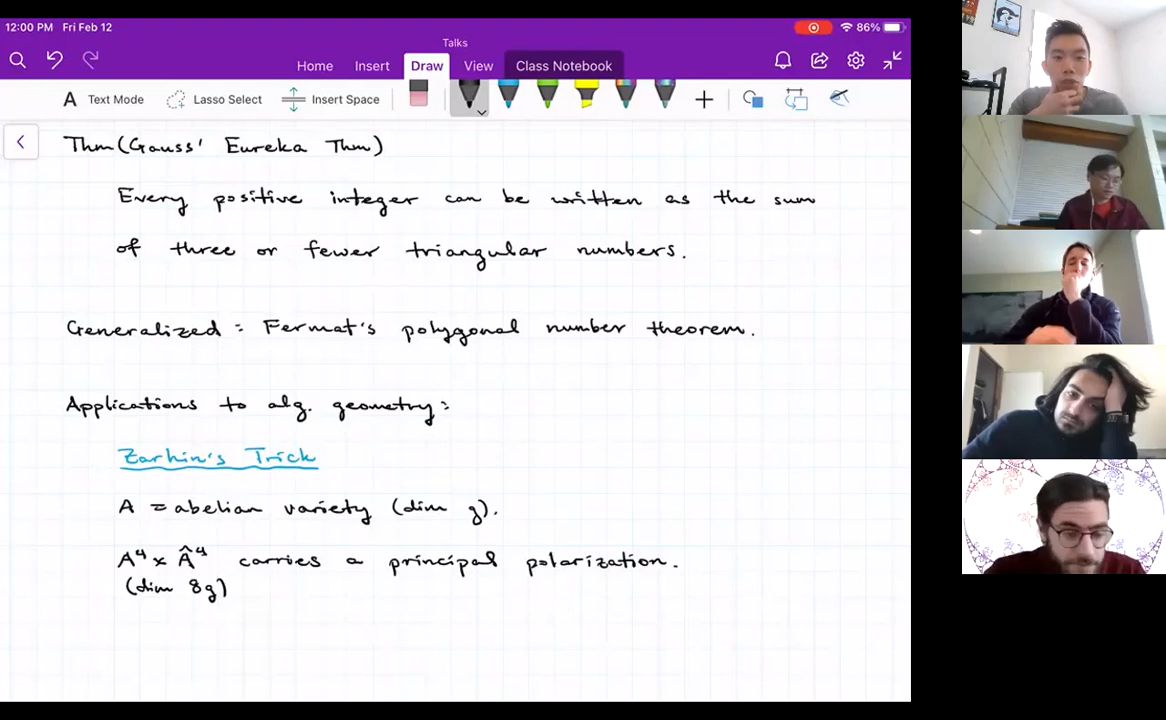 12:00 PM Fri Feb 12
86%
Talks
Home Insert Draw View Class Notebook
Text Mode Lasso Select Insert Space
Thm (Gauss' Eureka Thm)
Every positive integer can be written as the sum
of three or fewer triangular numbers.
Generalized: Fermat's polygonal number theorem.
Applications to alg. geometry:
Zarhin's Trick
A = abelian variety (dim g).
A⁴ × Â⁴ carries a principal polarization.
(dim 8g)